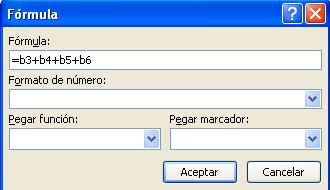 Fórmula
Fórmula:
=b3+b4+b5+b6
Formato de número:
Pegar función: Pegar marcador:
Aceptar Cancelar